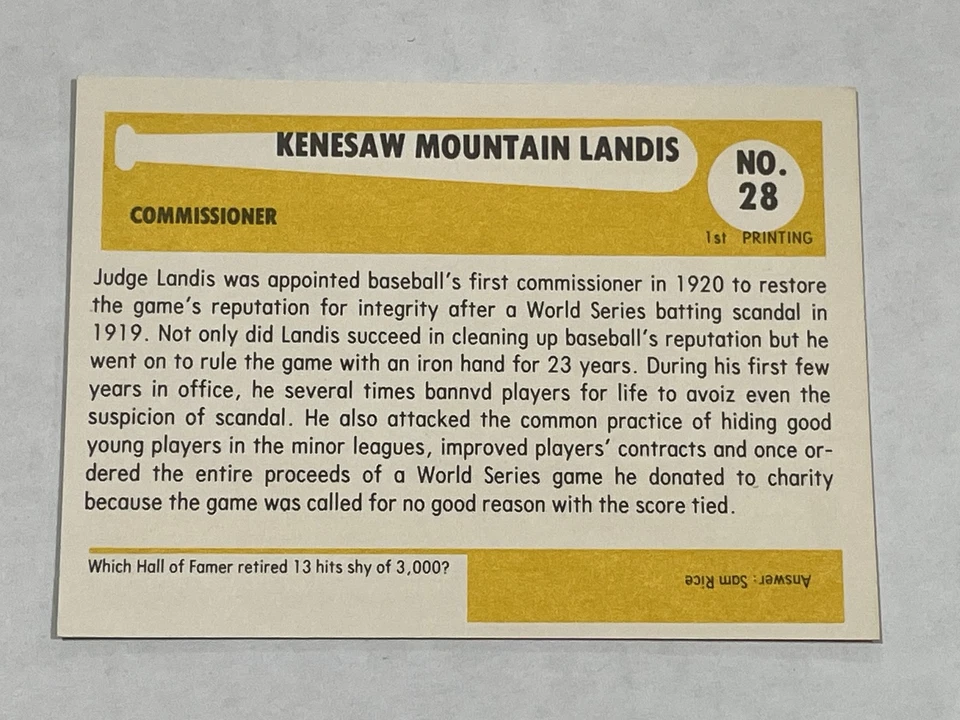 KENESAW MOUNTAIN LANDIS
NO.
28
COMMISSIONER
1st PRINTING
Judge Landis was appointed baseball's first commissioner in 1920 to restore
the game's reputation for integrity after a World Series batting scandal in
1919. Not only did Landis succeed in cleaning up baseball's reputation but he
went on to rule the game with an iron hand for 23 years. During his first few
years in office, he several times bannvd players for life to avoiz even the
suspicion of scandal. He also attacked the common practice of hiding good
young players in the minor leagues, improved players' contracts and once or-
dered the entire proceeds of a World Series game he donated to charity
because the game was called for no good reason with the score tied.
Which Hall of Famer retired 13 hits shy of 3,000?
Answer: Sam Rice